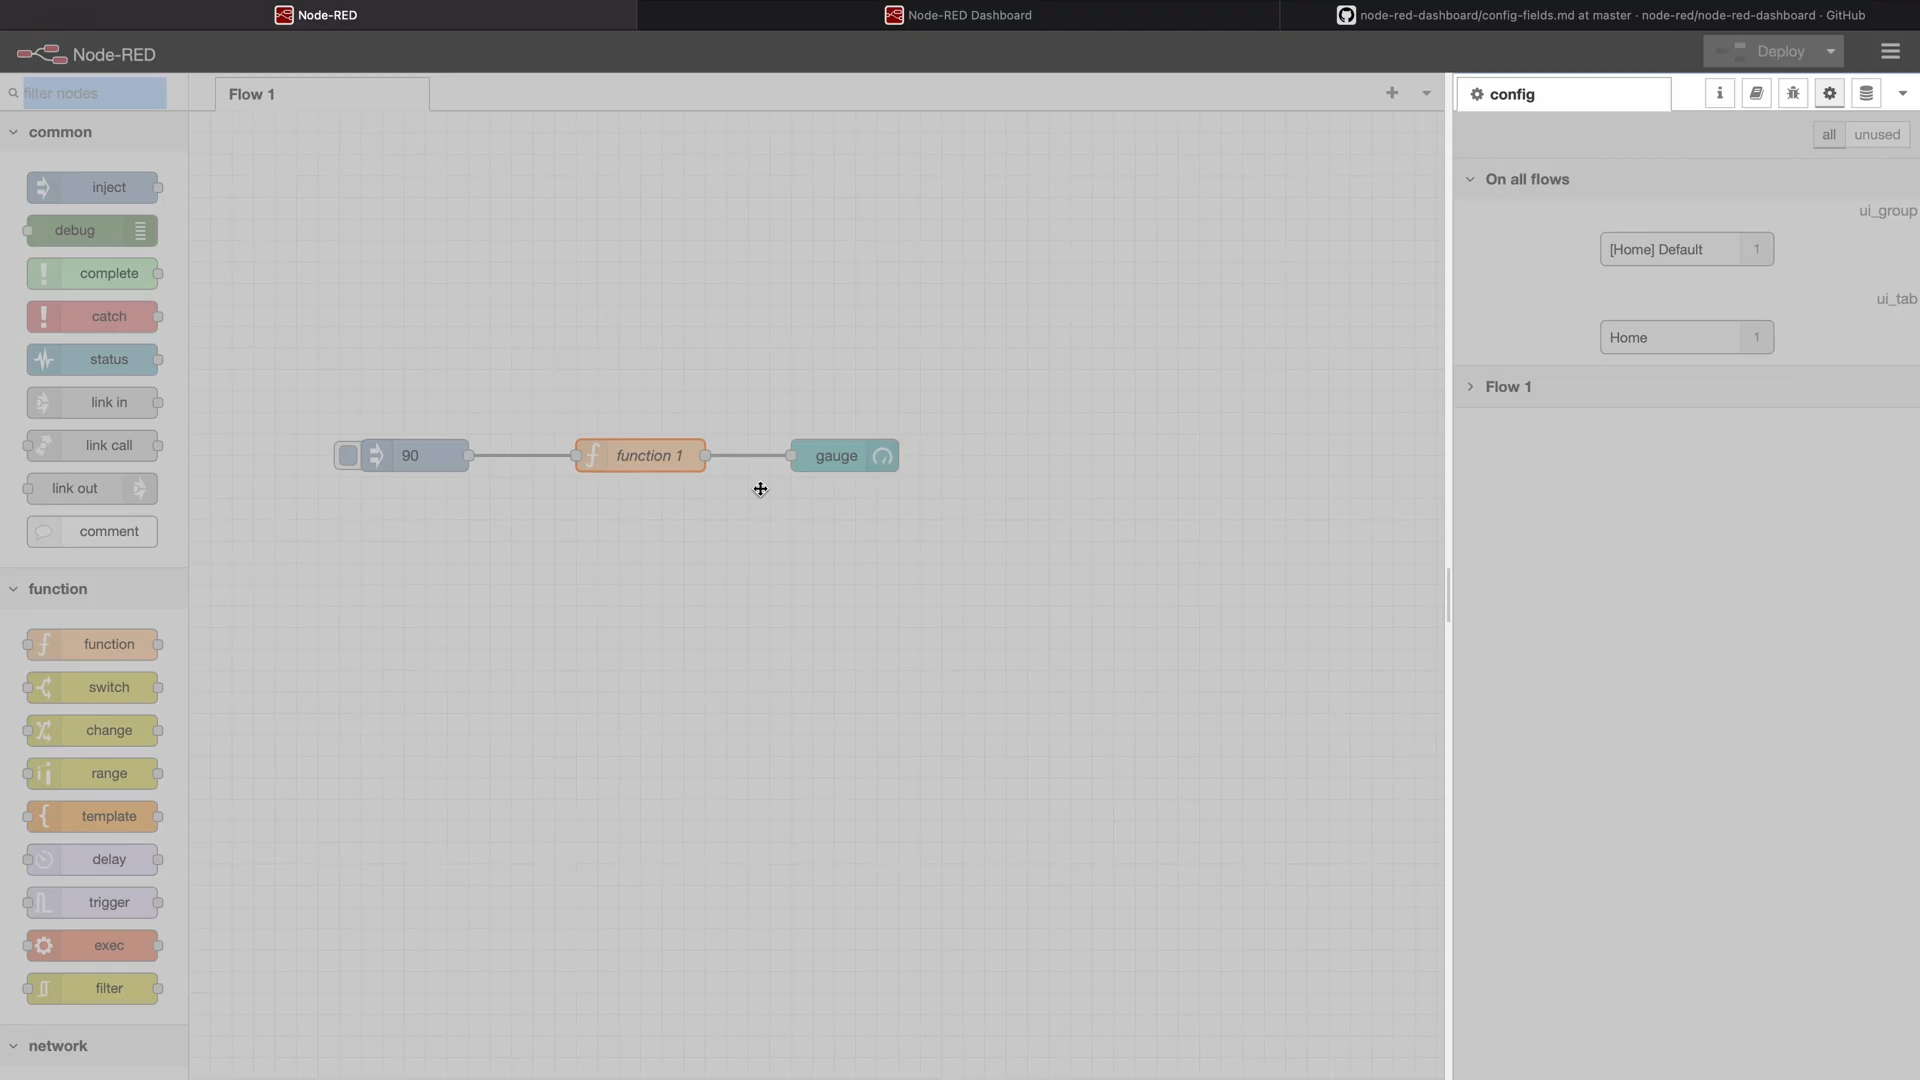 Node-RED
Node-RED Dashboard
node-red-dashboard/config-fields.md at master · node-red/node-red-dashboard · GitHub
Node-RED
Deploy
filter nodes
Flow 1
config
common
all
unused
inject
On all flows
ui_group
debug
[Home] Default
1
complete
ui_tab
catch
Home
1
status
Flow 1
link in
link call
90
function 1
gauge
link out
comment
function
function
switch
change
range
template
delay
trigger
exec
filter
network